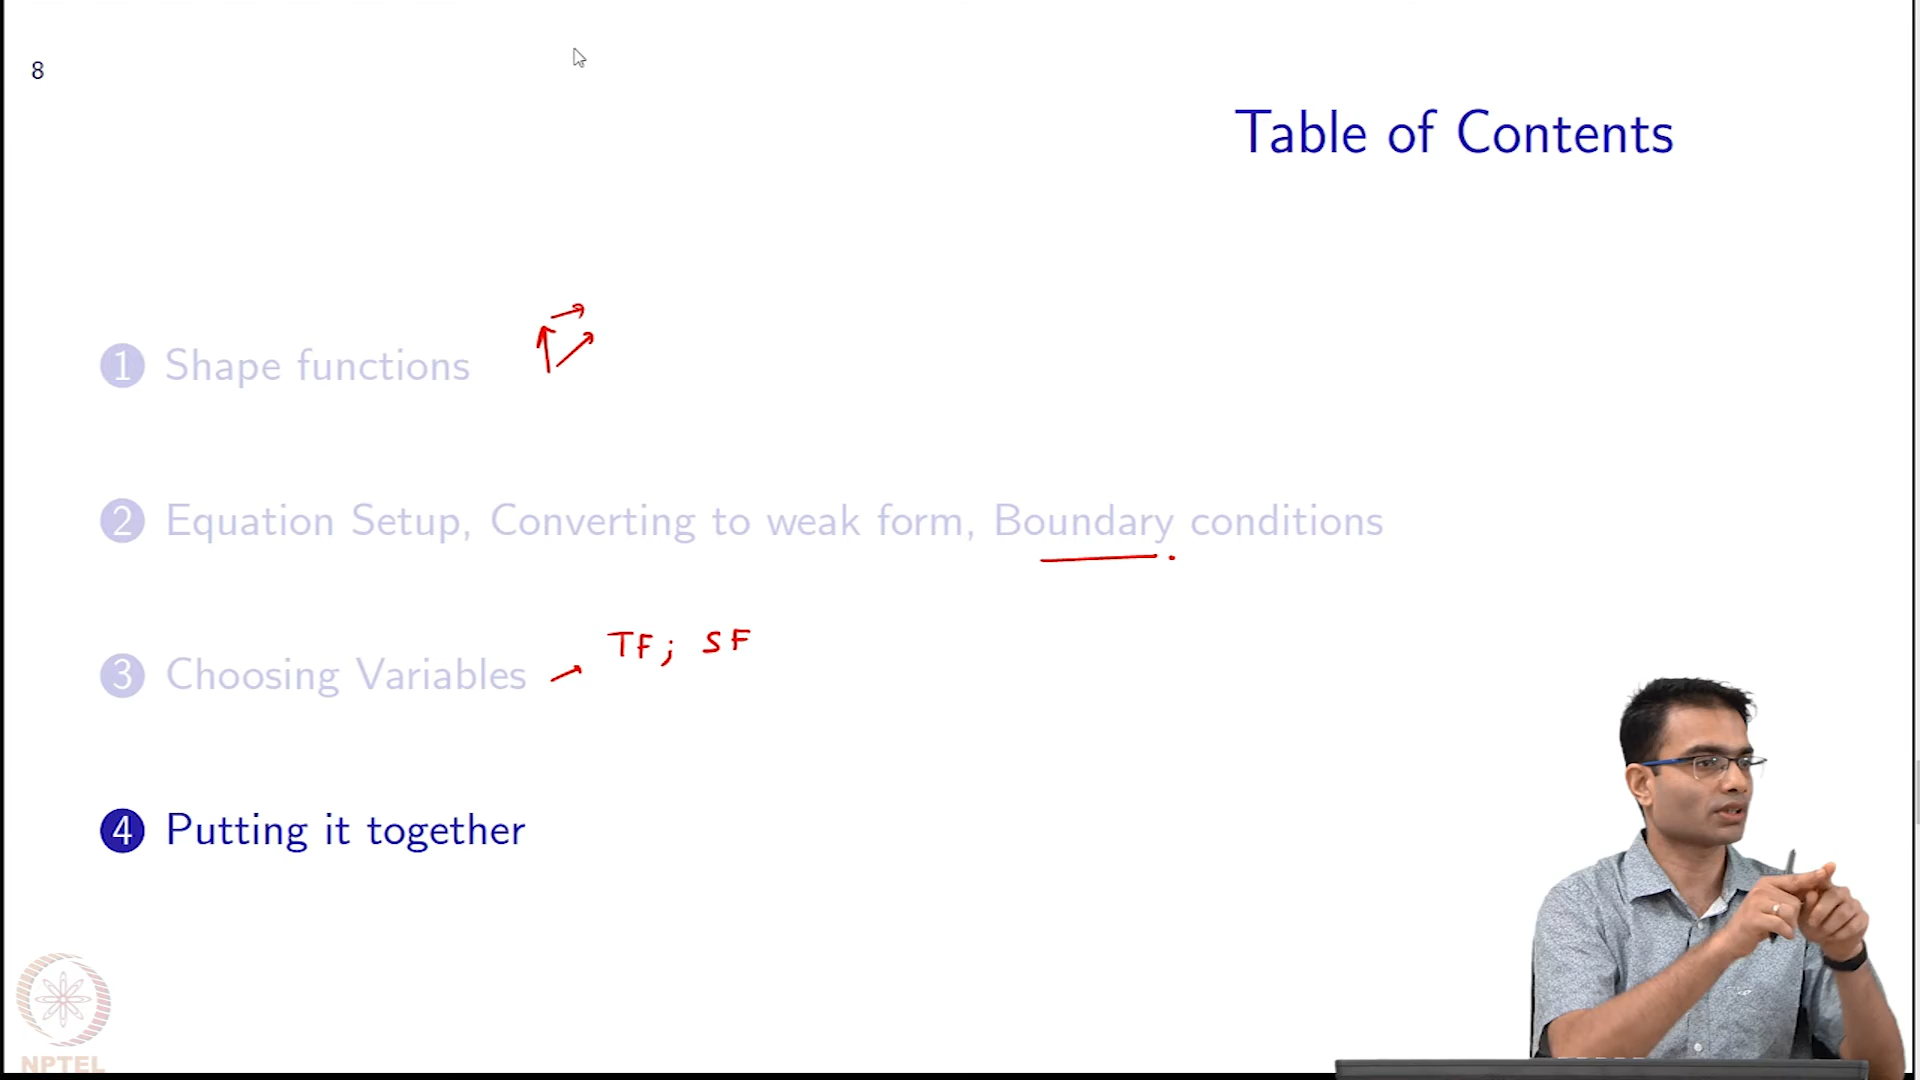 8
Table of Contents
1 Shape functions
2 Equation Setup, Converting to weak form, Boundary conditions
TF; SF
3 Choosing Variables
4 Putting it together
NPTEL